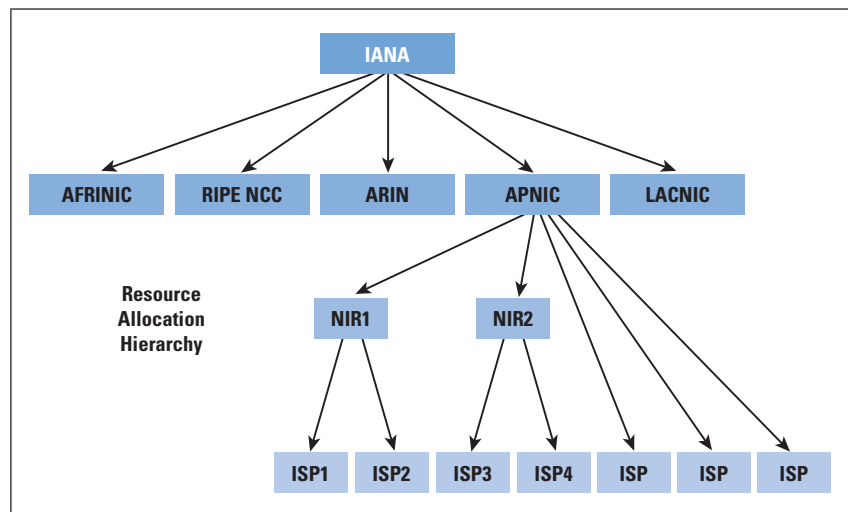 IANA
AFRINIC
RIPE NCC
ARIN
APNIC
LACNIC
Resource
Allocation
Hierarchy
NIR1
NIR2
ISP1
ISP2
ISP3
ISP4
ISP
ISP
ISP